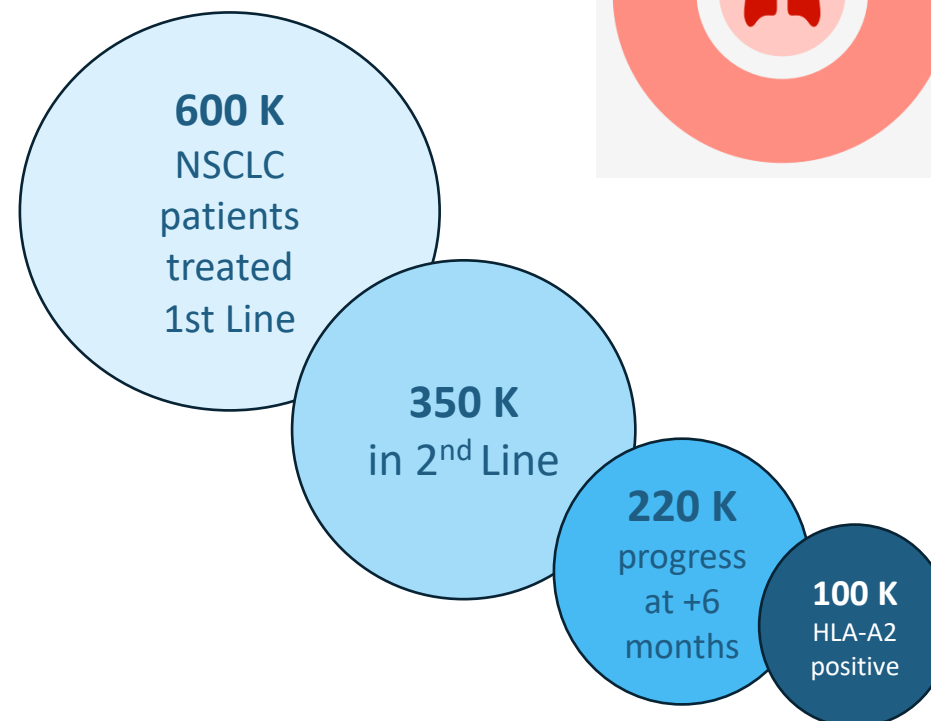 600 K
NSCLC
patients
treated
1st Line
350 K
in 2nd Line
220 K
progress
at +6
months
100 K
HLA-A2
positive